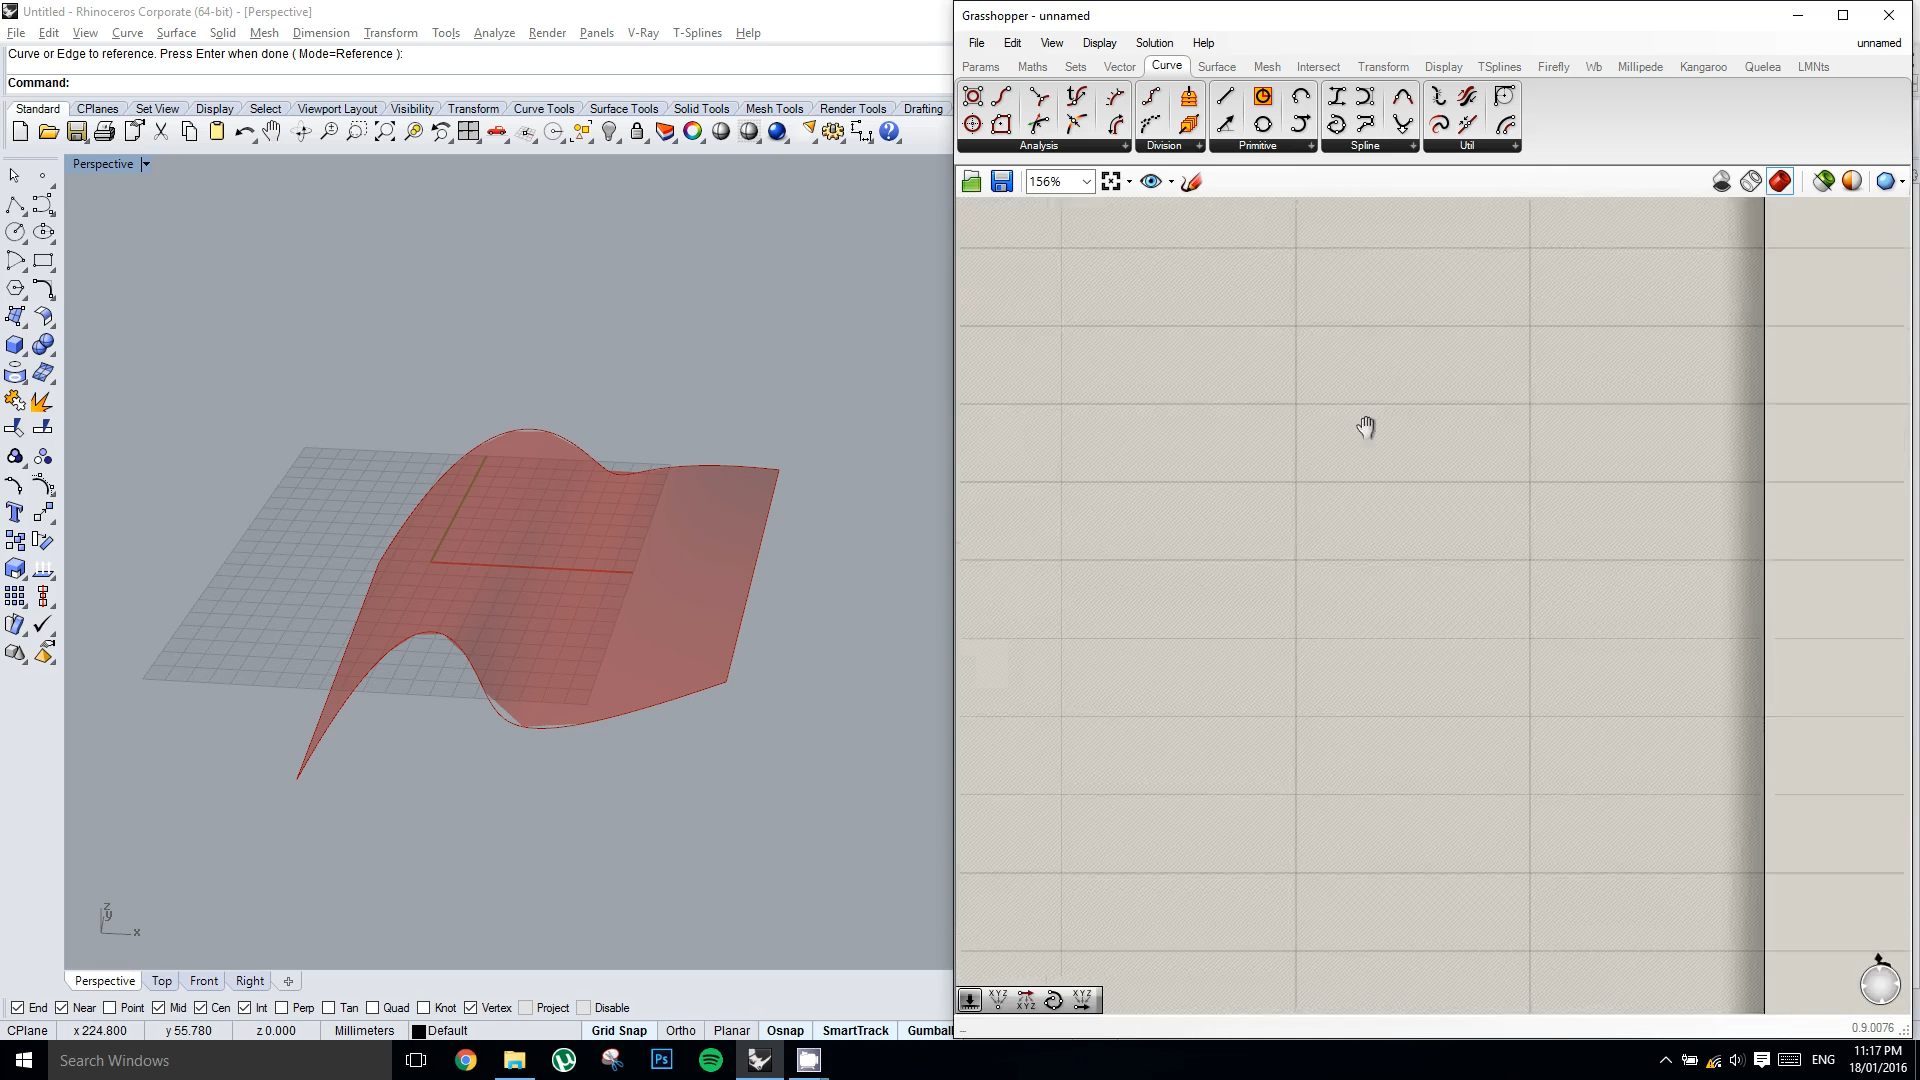 Untitled - Rhinoceros Corporate (64-bit) - [Perspective]
File Edit View Curve Surface Solid Mesh Dimension Transform Tools Analyze Render Panels V-Ray T-Splines Help
Curve or Edge to reference. Press Enter when done ( Mode=Reference ):
Command:
Standard CPlanes Set View Display Select Viewport Layout Visibility Transform Curve Tools Surface Tools Solid Tools Mesh Tools Render Tools Drafting
Perspective
z
y
x
Perspective Top Front Right
End Near Point Mid Cen Int Perp Tan Quad Knot Vertex Project Disable
CPlane x 224.800 y 55.780 z 0.000 Millimeters Default Grid Snap Ortho Planar Osnap SmartTrack Gumball
Grasshopper - unnamed
File Edit View Display Solution Help unnamed
Params Maths Sets Vector Curve Surface Mesh Intersect Transform Display TSplines Firefly Wb Millipede Kangaroo Quelea LMNts
Analysis Division Primitive Spline Util
156%
XYZ XYZ XYZ
0.9.0076
Search Windows
Ps
ENG
11:17 PM
18/01/2016